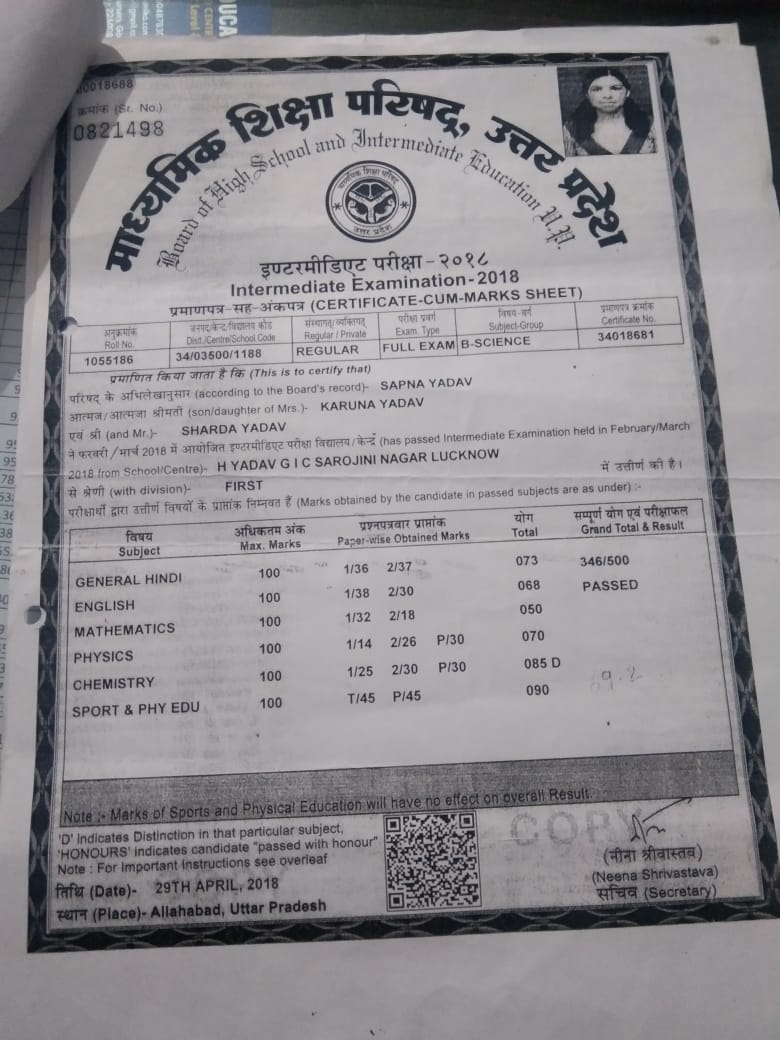 0018688
क्रमांक (Sr. No.)
0821498
माध्यमिक शिक्षा परिषद्, उत्तर प्रदेश
Board of High School and Intermediate Education U.P.
माध्यमिक शिक्षा परिषद्
उत्तर प्रदेश
इण्टरमीडिएट परीक्षा - २०१८
Intermediate Examination-2018
प्रमाणपत्र-सह-अंकपत्र (CERTIFICATE-CUM-MARKS SHEET)
अनुक्रमांक जनपद/केन्द्र/विद्यालय कोड संस्थागत/व्यक्तिगत परीक्षा प्रवर्ग विषय-वर्ग प्रमाणपत्र क्रमांक
Roll No. Distt./Centre/School Code Regular / Private Exam. Type Subject-Group Certificate No.
1055186 34/03500/1188 REGULAR FULL EXAM B-SCIENCE 34018681
प्रमाणित किया जाता है कि (This is to certify that)
परिषद के अभिलेखानुसार (according to the Board's record)- SAPNA YADAV
आत्मज/आत्मजा श्रीमती (son/daughter of Mrs.)- KARUNA YADAV
एवं श्री (and Mr.)- SHARDA YADAV
ने फरवरी/मार्च 2018 में आयोजित इण्टरमीडिएट परीक्षा विद्यालय/केन्द्र (has passed Intermediate Examination held in February/March
2018 from School/Centre)- H YADAV G I C SAROJINI NAGAR LUCKNOW में उत्तीर्ण की है।
से श्रेणी (with division)- FIRST
परीक्षार्थी द्वारा उत्तीर्ण विषयों के प्राप्तांक निम्नवत हैं (Marks obtained by the candidate in passed subjects are as under) :-
विषय अधिकतम अंक प्रश्नपत्रवार प्राप्तांक योग सम्पूर्ण योग एवं परीक्षाफल
Subject Max. Marks Paper-wise Obtained Marks Total Grand Total & Result
GENERAL HINDI 100 1/36 2/37 073 346/500
ENGLISH 100 1/38 2/30 068 PASSED
MATHEMATICS 100 1/32 2/18 050
PHYSICS 100 1/14 2/26 P/30 070
CHEMISTRY 100 1/25 2/30 P/30 085 D
SPORT & PHY EDU 100 T/45 P/45 090
69.2
Note :- Marks of Sports and Physical Education will have no effect on overall Result.
'D' indicates Distinction in that particular subject,
'HONOURS' indicates candidate "passed with honour"
Note : For Important Instructions see overleaf
तिथि (Date)- 29TH APRIL, 2018
स्थान (Place)- Allahabad, Uttar Pradesh
COPY
(नीना श्रीवास्तव)
(Neena Shrivastava)
सचिव (Secretary)